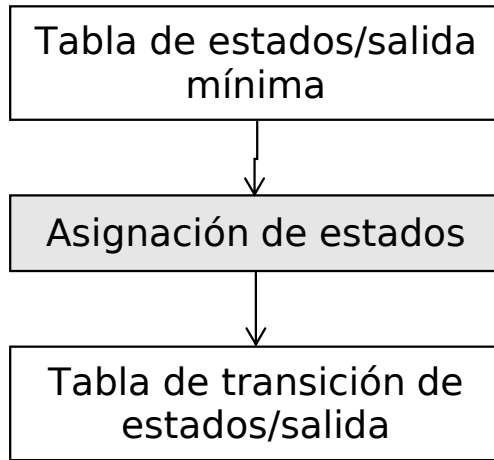 Tabla de estados/salida
mínima
Asignación de estados
Tabla de transición de
estados/salida